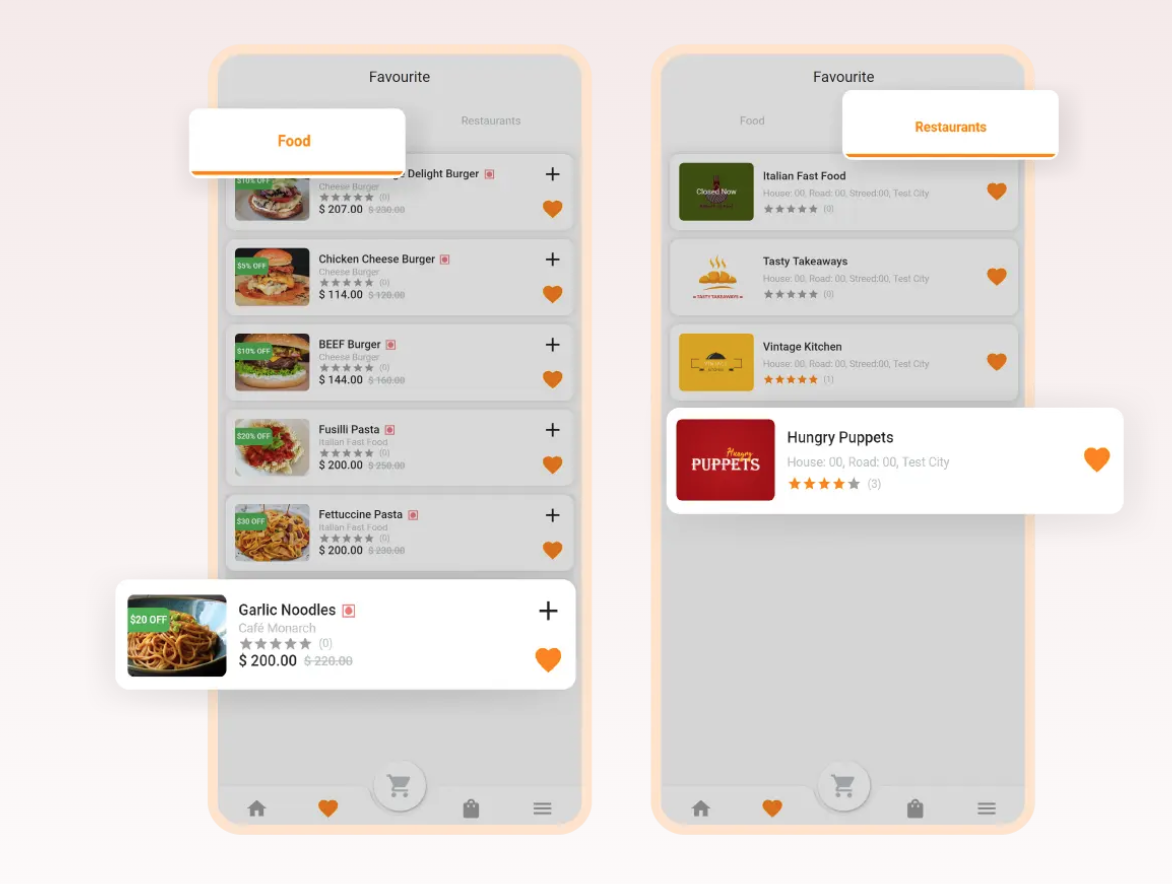 Favourite
Food
Restaurants
Delight Burger
$10% OFF
Cheese Burger
(0)
$ 207.00 $ 230.00
Chicken Cheese Burger
$5% OFF
Cheese Burger
(0)
$ 114.00 $ 120.00
BEEF Burger
$10% OFF
Cheese Burger
(0)
$ 144.00 $ 160.00
Fusilli Pasta
$20% OFF
Italian Fast Food
(0)
$ 200.00 $ 250.00
Fettuccine Pasta
$30 OFF
Italian Fast Food
(0)
$ 200.00 $ 230.00
Garlic Noodles
$20 OFF
Café Monarch
(0)
$ 200.00 $ 220.00
Favourite
Food
Restaurants
Italian Fast Food
Closed Now
House: 00, Road: 00, Streed:00, Test City
(0)
Tasty Takeaways
House: 00, Road: 00, Streed:00, Test City
TASTY TAKEAWAYS
(0)
Vintage Kitchen
House: 00, Road: 00, Streed:00, Test City
(1)
Hungry Puppets
Hungry
PUPPETS
House: 00, Road: 00, Test City
(3)